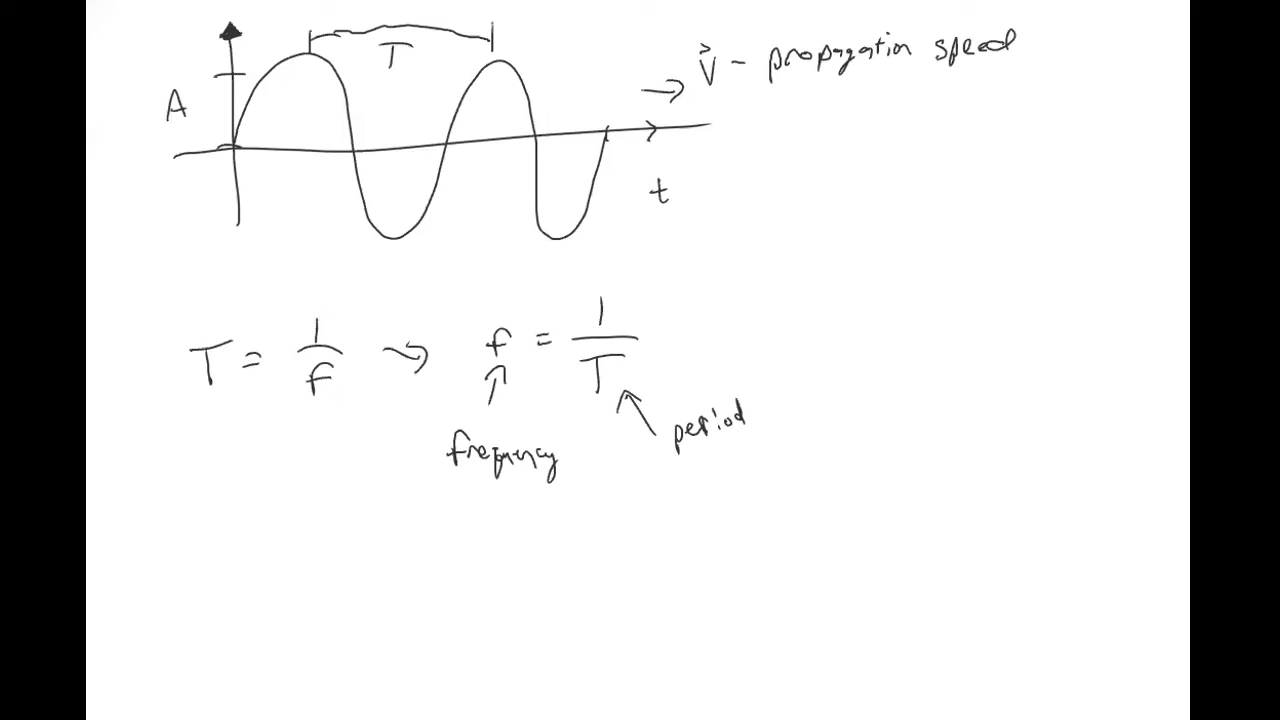 T
V - propagation speed
A
t
T = 1/f → f = 1/T
period
frequency